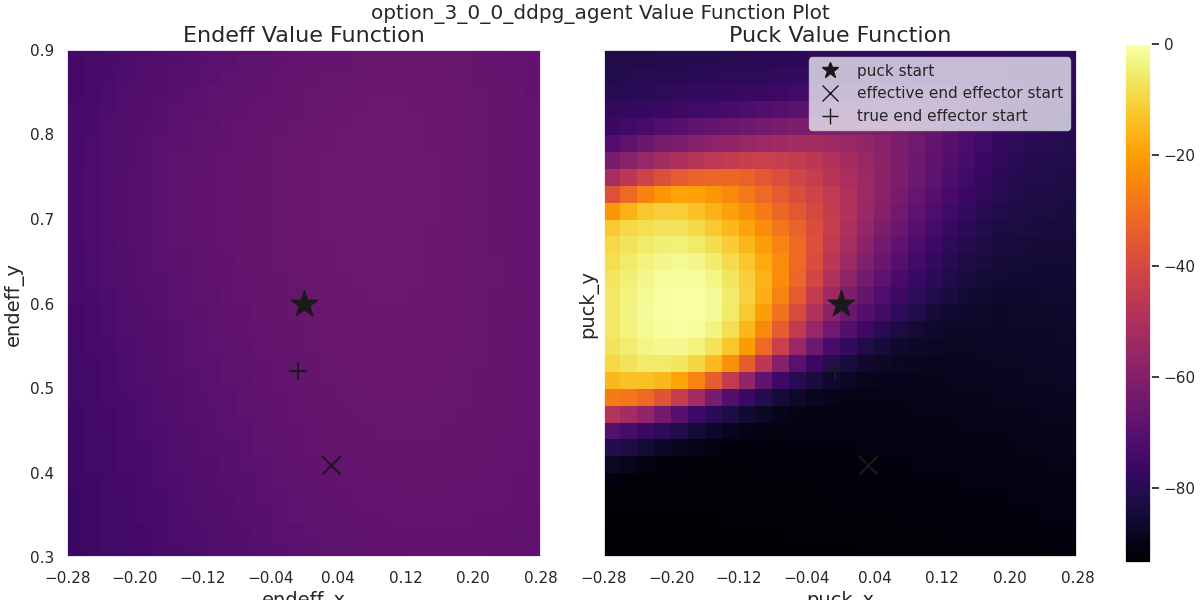 option_3_0_0_ddpg_agent Value Function Plot
Endeff Value Function
Puck Value Function
0.9
0.8
0.7
0.6
0.5
0.4
0.3
endeff_y
−0.28 −0.20 −0.12 −0.04 0.04 0.12 0.20 0.28
endeff_x
puck start
effective end effector start
true end effector start
puck_y
−0.28 −0.20 −0.12 −0.04 0.04 0.12 0.20 0.28
puck_x
0
−20
−40
−60
−80